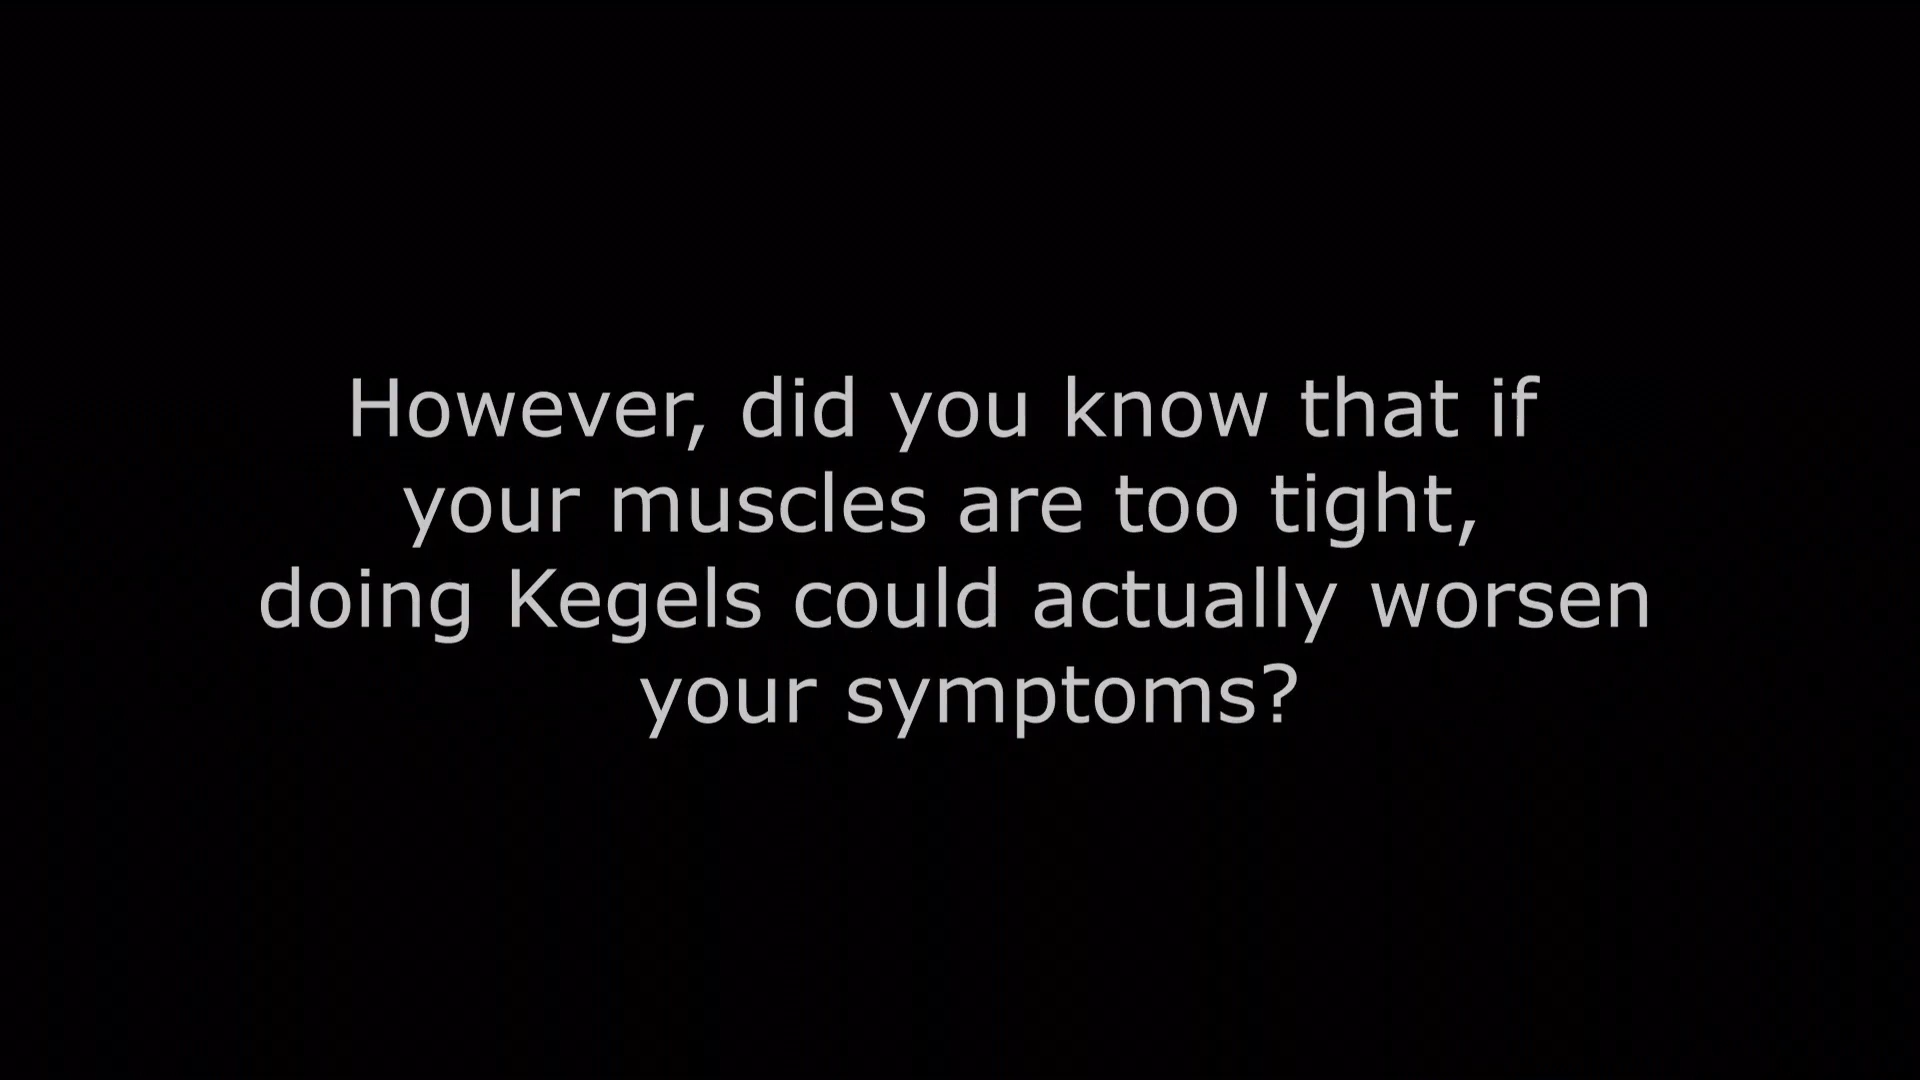 However, did you know that if
your muscles are too tight,
doing Kegels could actually worsen
your symptoms?